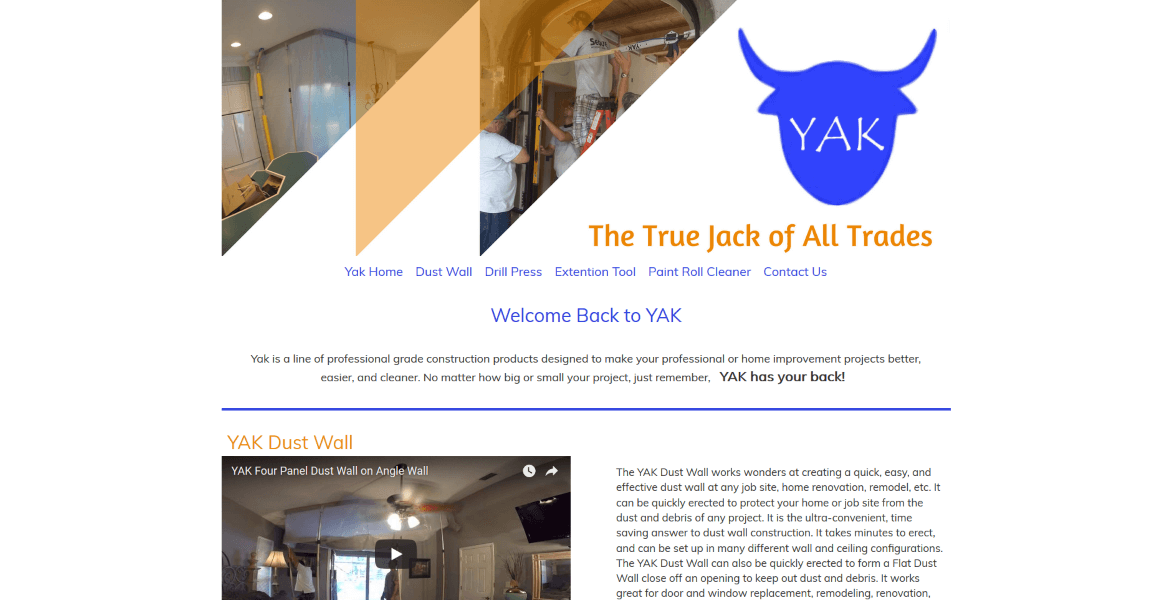 YAK
The True Jack of All Trades
Yak Home Dust Wall Drill Press Extention Tool Paint Roll Cleaner Contact Us
Welcome Back to YAK
Yak is a line of professional grade construction products designed to make your professional or home improvement projects better,
easier, and cleaner. No matter how big or small your project, just remember, YAK has your back!
YAK Dust Wall
YAK Four Panel Dust Wall on Angle Wall
The YAK Dust Wall works wonders at creating a quick, easy, and
effective dust wall at any job site, home renovation, remodel, etc. It
can be quickly erected to protect your home or job site from the
dust and debris of any project. It is the ultra-convenient, time
saving answer to dust wall construction. It takes minutes to erect,
and can be set up in many different wall and ceiling configurations.
The YAK Dust Wall can also be quickly erected to form a Flat Dust
Wall close off an opening to keep out dust and debris. It works
great for door and window replacement, remodeling, renovation,